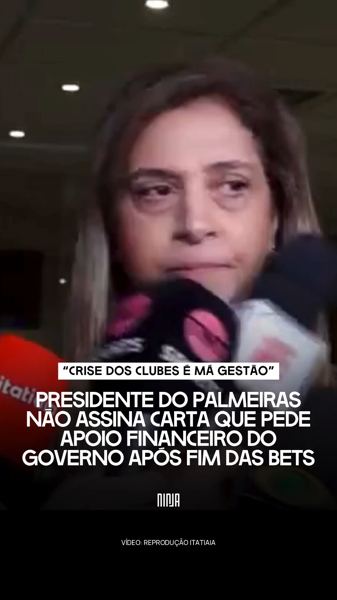 itatiaia
"CRISE DOS CLUBES É MÁ GESTÃO"
PRESIDENTE DO PALMEIRAS
NÃO ASSINA CARTA QUE PEDE
APOIO FINANCEIRO DO
GOVERNO APÓS FIM DAS BETS
NINJA
VÍDEO: REPRODUÇÃO ITATIAIA